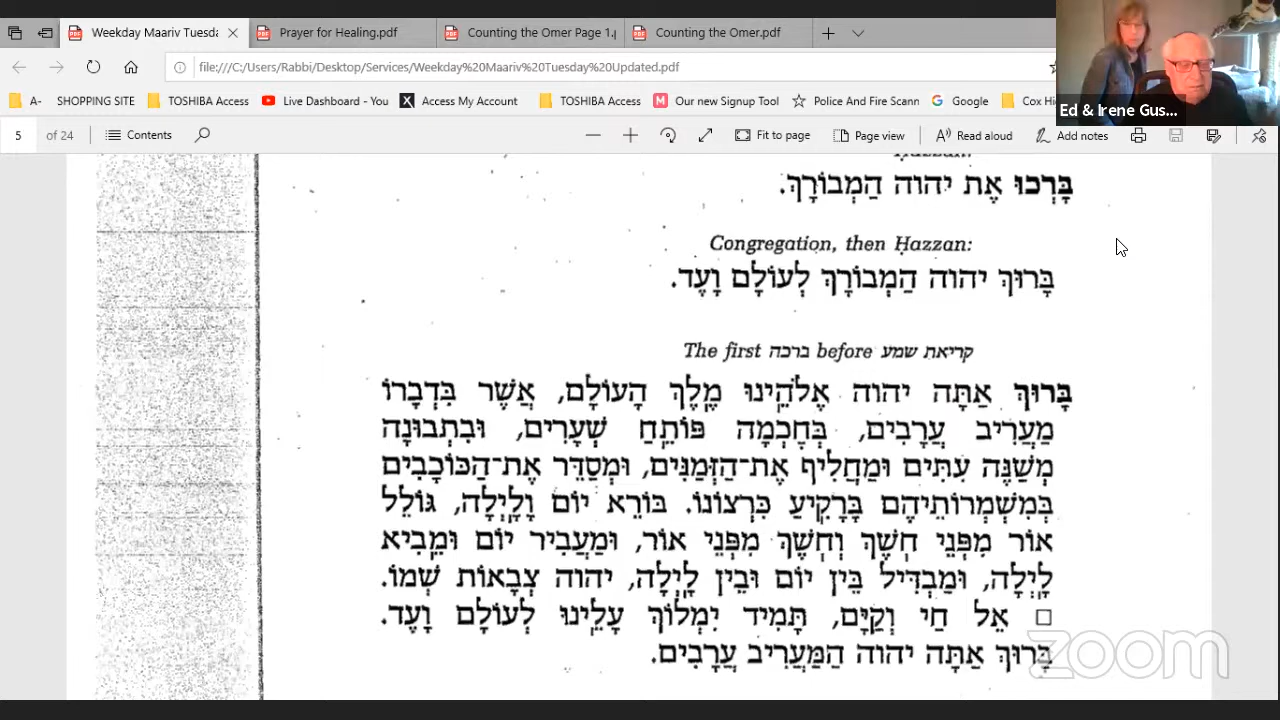 Weekday Maariv Tuesda
Prayer for Healing.pdf
Counting the Omer Page 1.
Counting the Omer.pdf
file:///C:/Users/Rabbi/Desktop/Services/Weekday%20Maariv%20Tuesday%20Updated.pdf
A- SHOPPING SITE TOSHIBA Access Live Dashboard - You Access My Account TOSHIBA Access Our new Signup Tool Police And Fire Scann Google Cox Hi
Ed & Irene Gus...
5 of 24 Contents Fit to page Page view Read aloud Add notes
בָּרְכוּ אֶת יהוה הַמְבוֹרָךְ.
Congregation, then Ḥazzan:
בָּרוּךְ יהוה הַמְבוֹרָךְ לְעוֹלָם וָעֶד.
The first ברכה before קריאת שמע
בָּרוּךְ אַתָּה יהוה אֱלֹהֵֽינוּ מֶֽלֶךְ הָעוֹלָם, אֲשֶׁר בִּדְבָרוֹ
מַעֲרִיב עֲרָבִים, בְּחָכְמָה פּוֹתֵֽחַ שְׁעָרִים, וּבִתְבוּנָה
מְשַׁנֶּה עִתִּים וּמַחֲלִיף אֶת־הַזְּמַנִּים, וּמְסַדֵּר אֶת־הַכּוֹכָבִים
בְּמִשְׁמְרוֹתֵיהֶם בָּרָקִֽיעַ כִּרְצוֹנוֹ. בּוֹרֵא יוֹם וָלָֽיְלָה, גּוֹלֵל
אוֹר מִפְּנֵי חֹֽשֶׁךְ וְחֹֽשֶׁךְ מִפְּנֵי אוֹר, וּמַעֲבִיר יוֹם וּמֵֽבִיא
לָֽיְלָה, וּמַבְדִּיל בֵּין יוֹם וּבֵין לָֽיְלָה, יהוה צְבָאוֹת שְׁמוֹ.
□ אֵל חַי וְקַיָּם, תָּמִיד יִמְלוֹךְ עָלֵֽינוּ לְעוֹלָם וָעֶד.
בָּרוּךְ אַתָּה יהוה הַמַּעֲרִיב עֲרָבִים.
zoom